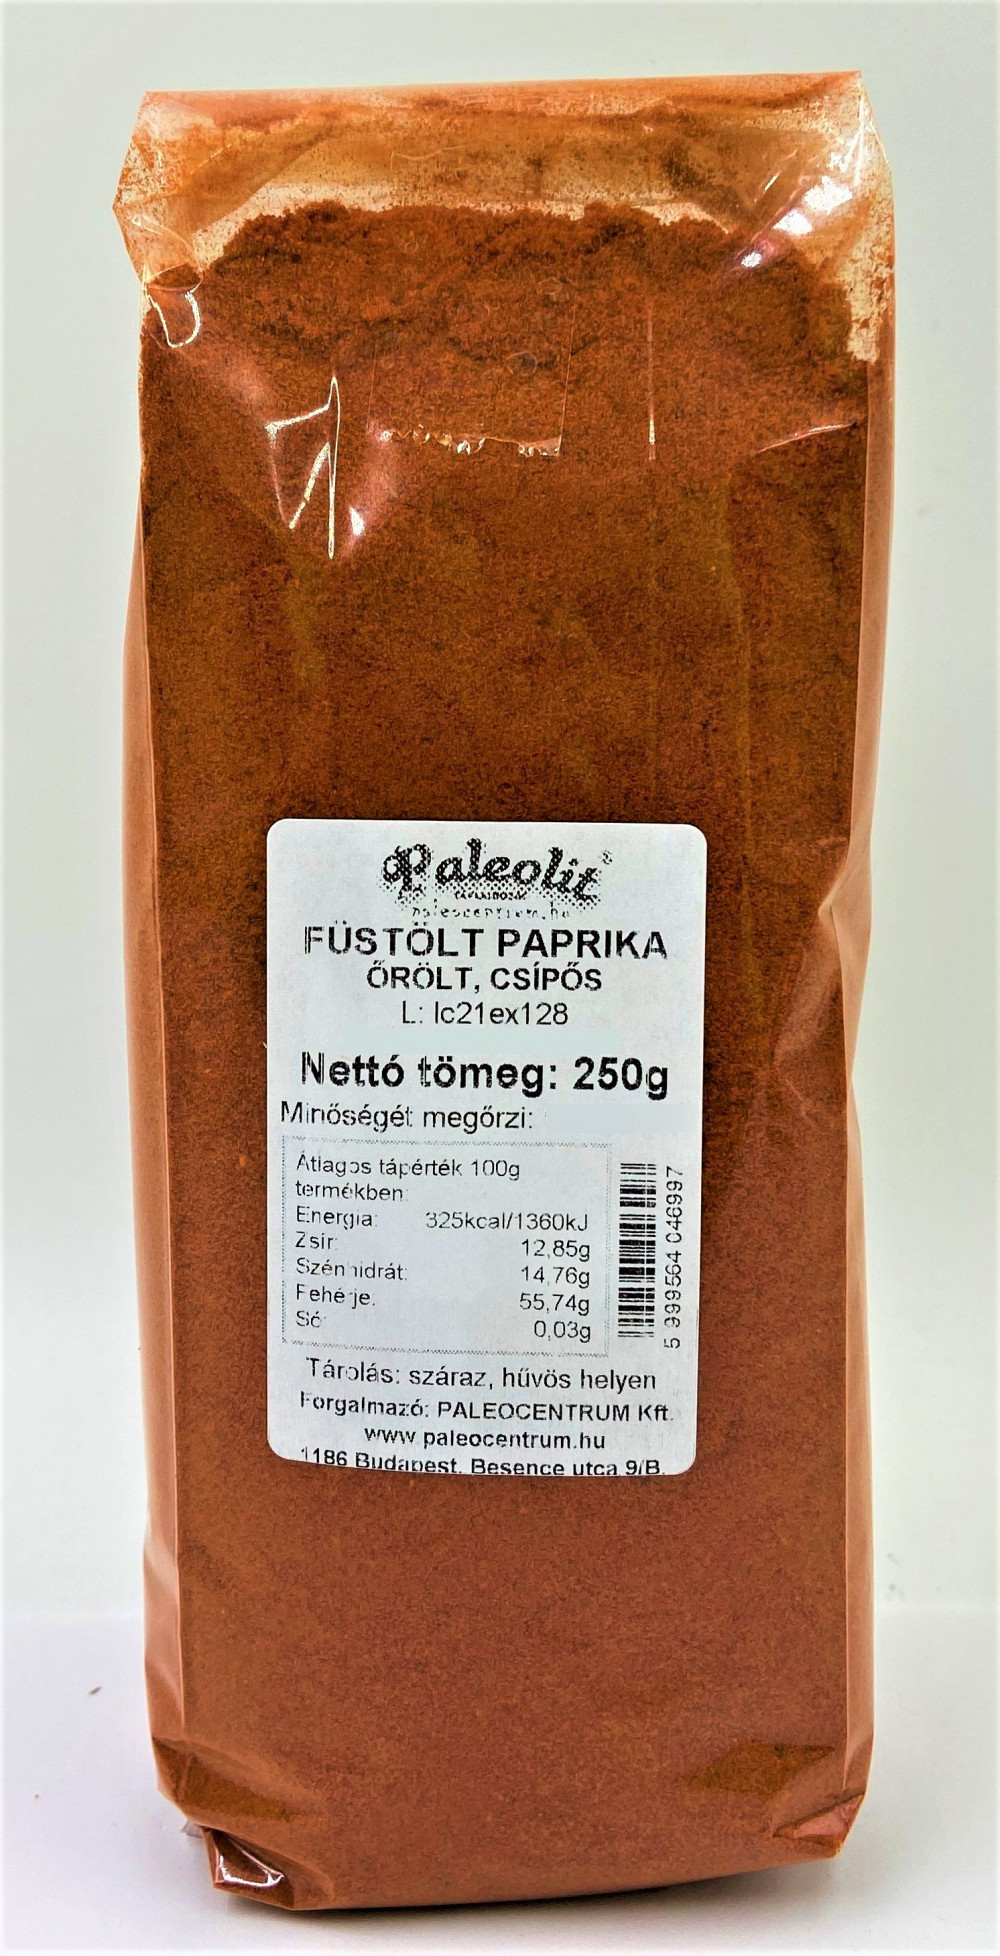 Paleolit
paleocentrum.hu
FÜSTÖLT PAPRIKA
ŐRÖLT, CSÍPŐS
L: lc21ex128
Nettó tömeg: 250g
Minőségét megőrzi:
Átlagos tápérték 100g
termékben:
Energia: 325kcal/1360kJ
Zsír: 12,85g
Szénhidrát: 14,76g
Fehérje: 55,74g
Só: 0,03g
5 999564 046997
Tárolás: száraz, hűvös helyen
Forgalmazó: PALEOCENTRUM Kft.
www.paleocentrum.hu
1186 Budapest, Besence utca 9/B.